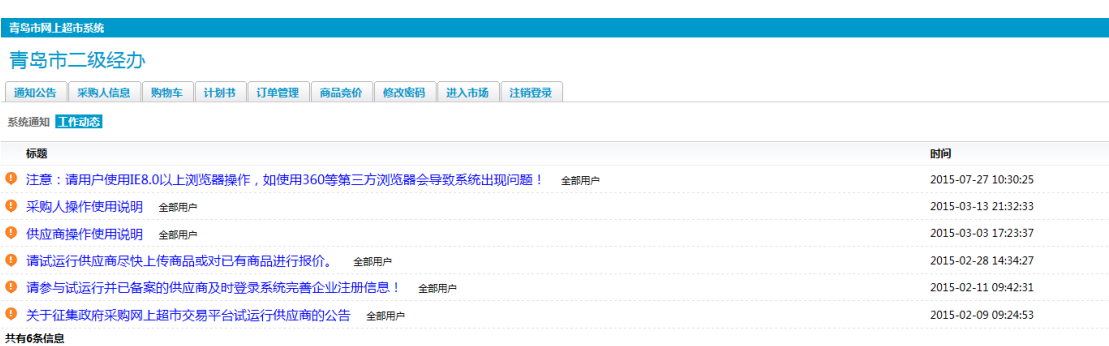 青岛市网上超市系统
青岛市二级经办
通知公告 采购人信息 购物车 计划书 订单管理 商品竞价 修改密码 进入市场 注销登录
系统通知 工作动态
标题 时间
注意：请用户使用IE8.0以上浏览器操作，如使用360等第三方浏览器会导致系统出现问题！ 全部用户 2015-07-27 10:30:25
采购人操作使用说明 全部用户 2015-03-13 21:32:33
供应商操作使用说明 全部用户 2015-03-03 17:23:37
请试运行供应商尽快上传商品或对已有商品进行报价。 全部用户 2015-02-28 14:34:27
请参与试运行并已备案的供应商及时登录系统完善企业注册信息！ 全部用户 2015-02-11 09:42:31
关于征集政府采购网上超市交易平台试运行供应商的公告 全部用户 2015-02-09 09:24:53
共有6条信息